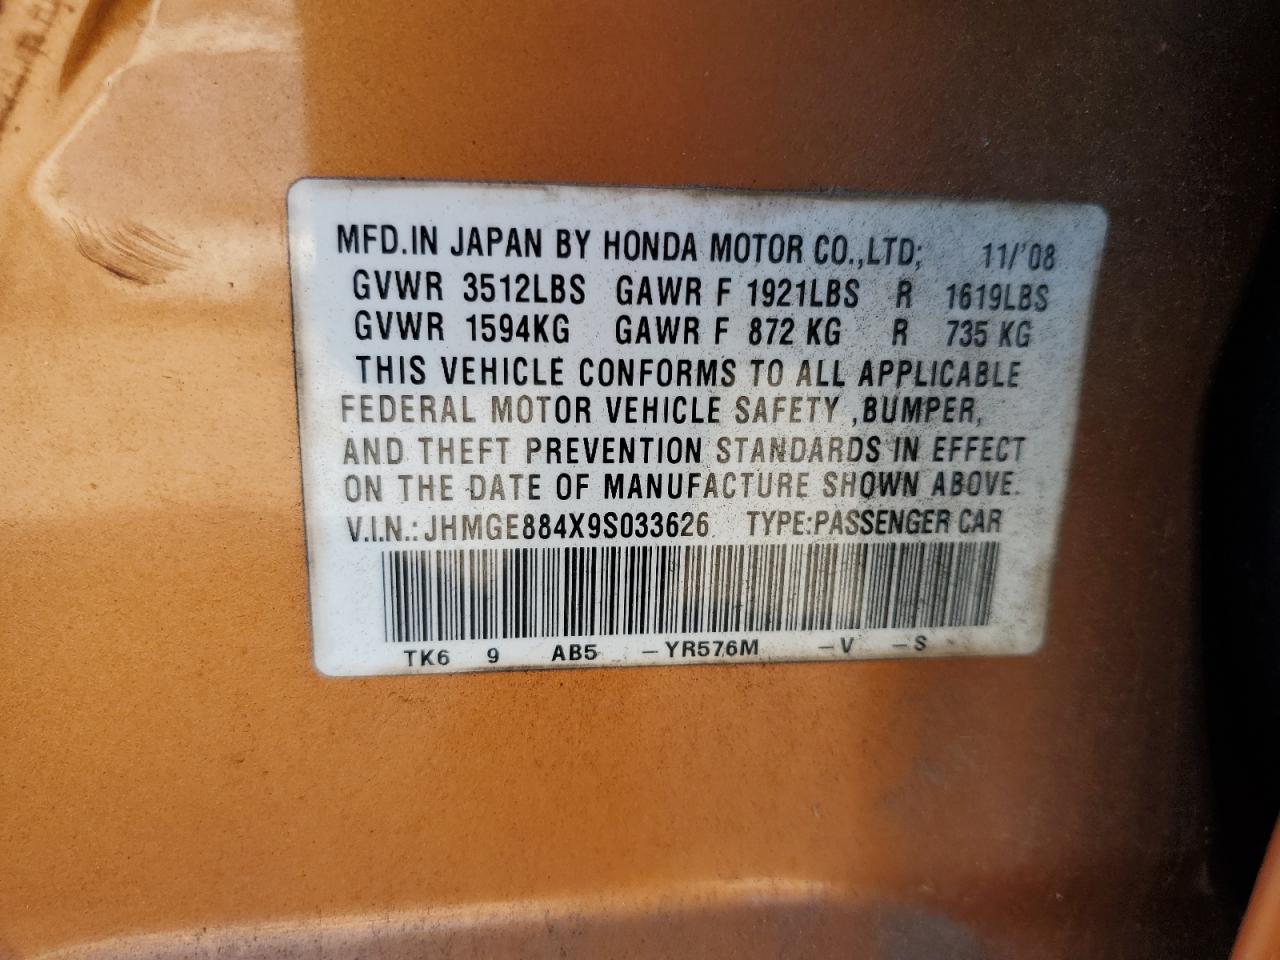 MFD.IN JAPAN BY HONDA MOTOR CO.,LTD; 11/'08
GVWR 3512LBS GAWR F 1921LBS R 1619LBS
GVWR 1594KG GAWR F 872 KG R 735 KG
THIS VEHICLE CONFORMS TO ALL APPLICABLE
FEDERAL MOTOR VEHICLE SAFETY ,BUMPER,
AND THEFT PREVENTION STANDARDS IN EFFECT
ON THE DATE OF MANUFACTURE SHOWN ABOVE.
V.I.N.: JHMGE884X9S033626 TYPE:PASSENGER CAR
TK6 9 AB5 -YR576M -V -S